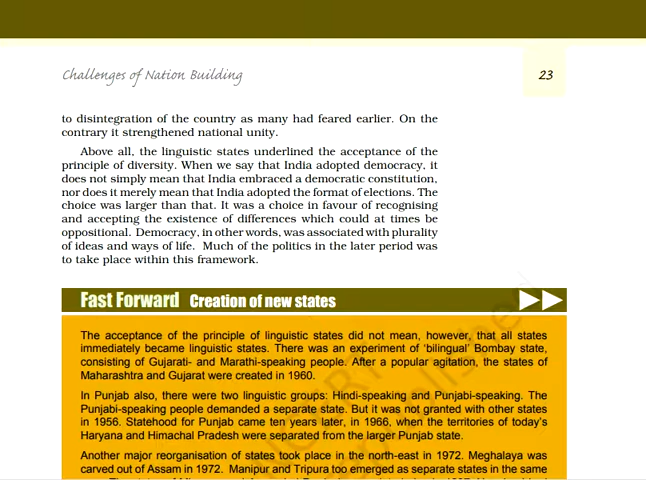 Challenges of Nation Building
23
to disintegration of the country as many had feared earlier. On the
contrary it strengthened national unity.
Above all, the linguistic states underlined the acceptance of the
principle of diversity. When we say that India adopted democracy, it
does not simply mean that India embraced a democratic constitution,
nor does it merely mean that India adopted the format of elections. The
choice was larger than that. It was a choice in favour of recognising
and accepting the existence of differences which could at times be
oppositional. Democracy, in other words, was associated with plurality
of ideas and ways of life. Much of the politics in the later period was
to take place within this framework.
Fast Forward Creation of new states
The acceptance of the principle of linguistic states did not mean, however, that all states
immediately became linguistic states. There was an experiment of ‘bilingual’ Bombay state,
consisting of Gujarati- and Marathi-speaking people. After a popular agitation, the states of
Maharashtra and Gujarat were created in 1960.
In Punjab also, there were two linguistic groups: Hindi-speaking and Punjabi-speaking. The
Punjabi-speaking people demanded a separate state. But it was not granted with other states
in 1956. Statehood for Punjab came ten years later, in 1966, when the territories of today’s
Haryana and Himachal Pradesh were separated from the larger Punjab state.
Another major reorganisation of states took place in the north-east in 1972. Meghalaya was
carved out of Assam in 1972. Manipur and Tripura too emerged as separate states in the same